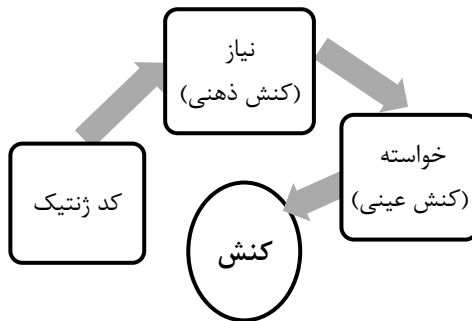 نیاز
(کنش ذهنی)
خواسته
(کنش عینی)
کد ژنتیک
کنش